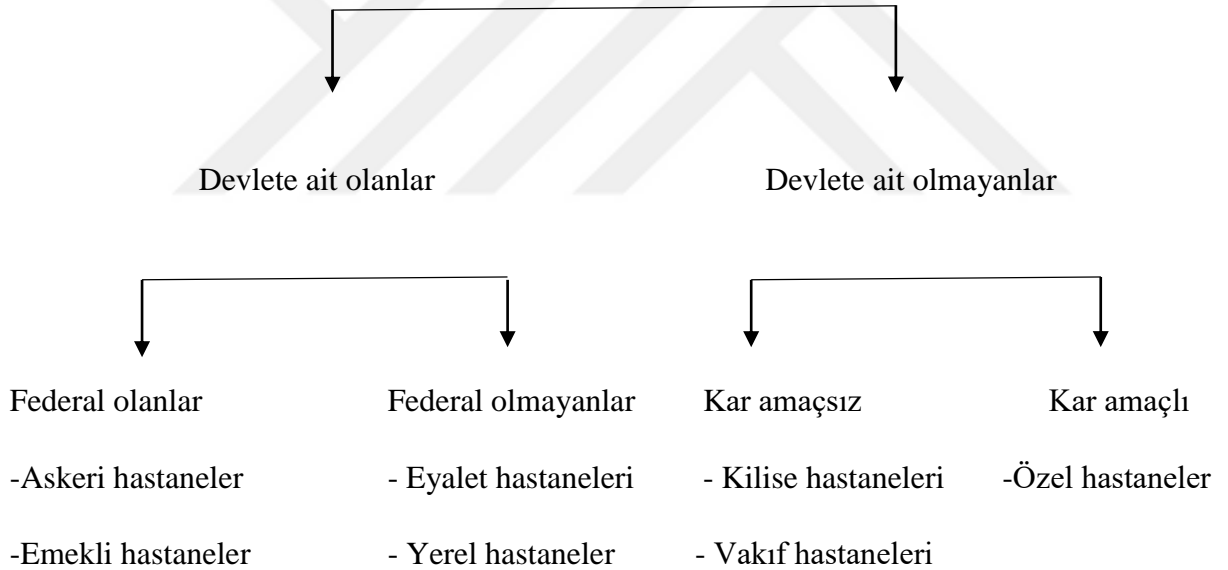 Devlete ait olanlar Devlete ait olmayanlar
Federal olanlar Federal olmayanlar Kar amaçsız Kar amaçlı
-Askeri hastaneler - Eyalet hastaneleri - Kilise hastaneleri -Özel hastaneler
-Emekli hastaneler - Yerel hastaneler - Vakıf hastaneleri